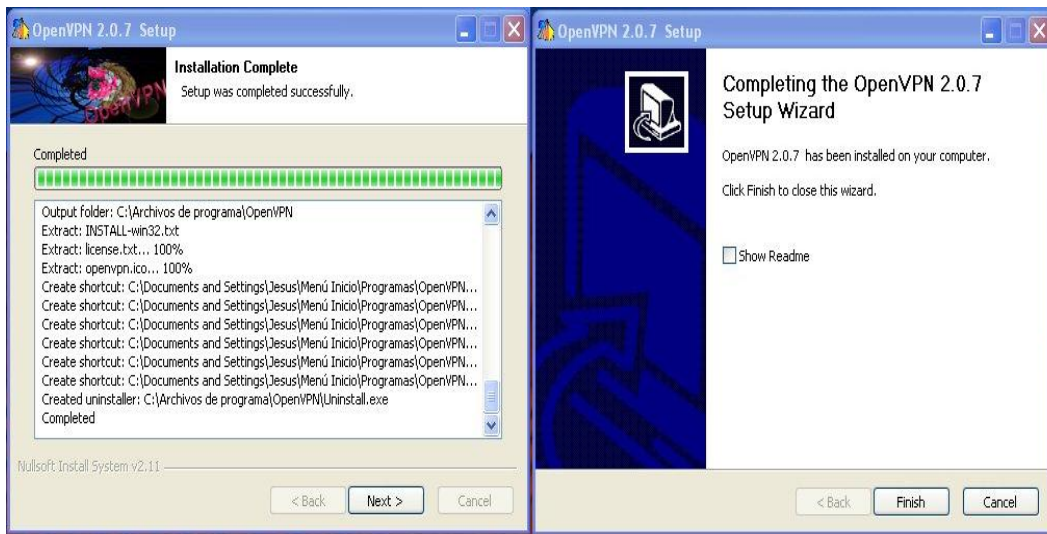 OpenVPN 2.0.7 Setup
OpenVPN
Installation Complete
Setup was completed successfully.
Completed
Output folder: C:\Archivos de programa\OpenVPN
Extract: INSTALL-win32.txt
Extract: license.txt... 100%
Extract: openvpn.ico... 100%
Create shortcut: C:\Documents and Settings\Jesus\Menú Inicio\Programas\OpenVPN...
Create shortcut: C:\Documents and Settings\Jesus\Menú Inicio\Programas\OpenVPN...
Create shortcut: C:\Documents and Settings\Jesus\Menú Inicio\Programas\OpenVPN...
Create shortcut: C:\Documents and Settings\Jesus\Menú Inicio\Programas\OpenVPN...
Create shortcut: C:\Documents and Settings\Jesus\Menú Inicio\Programas\OpenVPN...
Create shortcut: C:\Documents and Settings\Jesus\Menú Inicio\Programas\OpenVPN...
Created uninstaller: C:\Archivos de programa\OpenVPN\Uninstall.exe
Completed
Nullsoft Install System v2.11
< Back Next > Cancel
OpenVPN 2.0.7 Setup
Completing the OpenVPN 2.0.7
Setup Wizard
OpenVPN 2.0.7 has been installed on your computer.
Click Finish to close this wizard.
Show Readme
< Back Finish Cancel